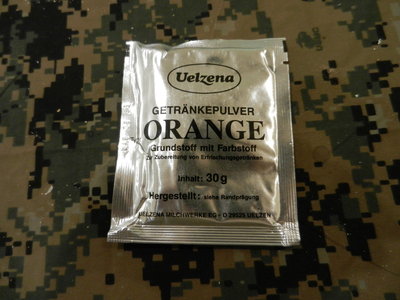 Uelzena
GETRÄNKEPULVER
ORANGE
Grundstoff mit Farbstoff
Zur Zubereitung von Erfrischungsgetränken
Inhalt: 30g
Hergestellt: siehe Randprägung
UELZENA MILCHWERKE EG - D 29525 UELZEN